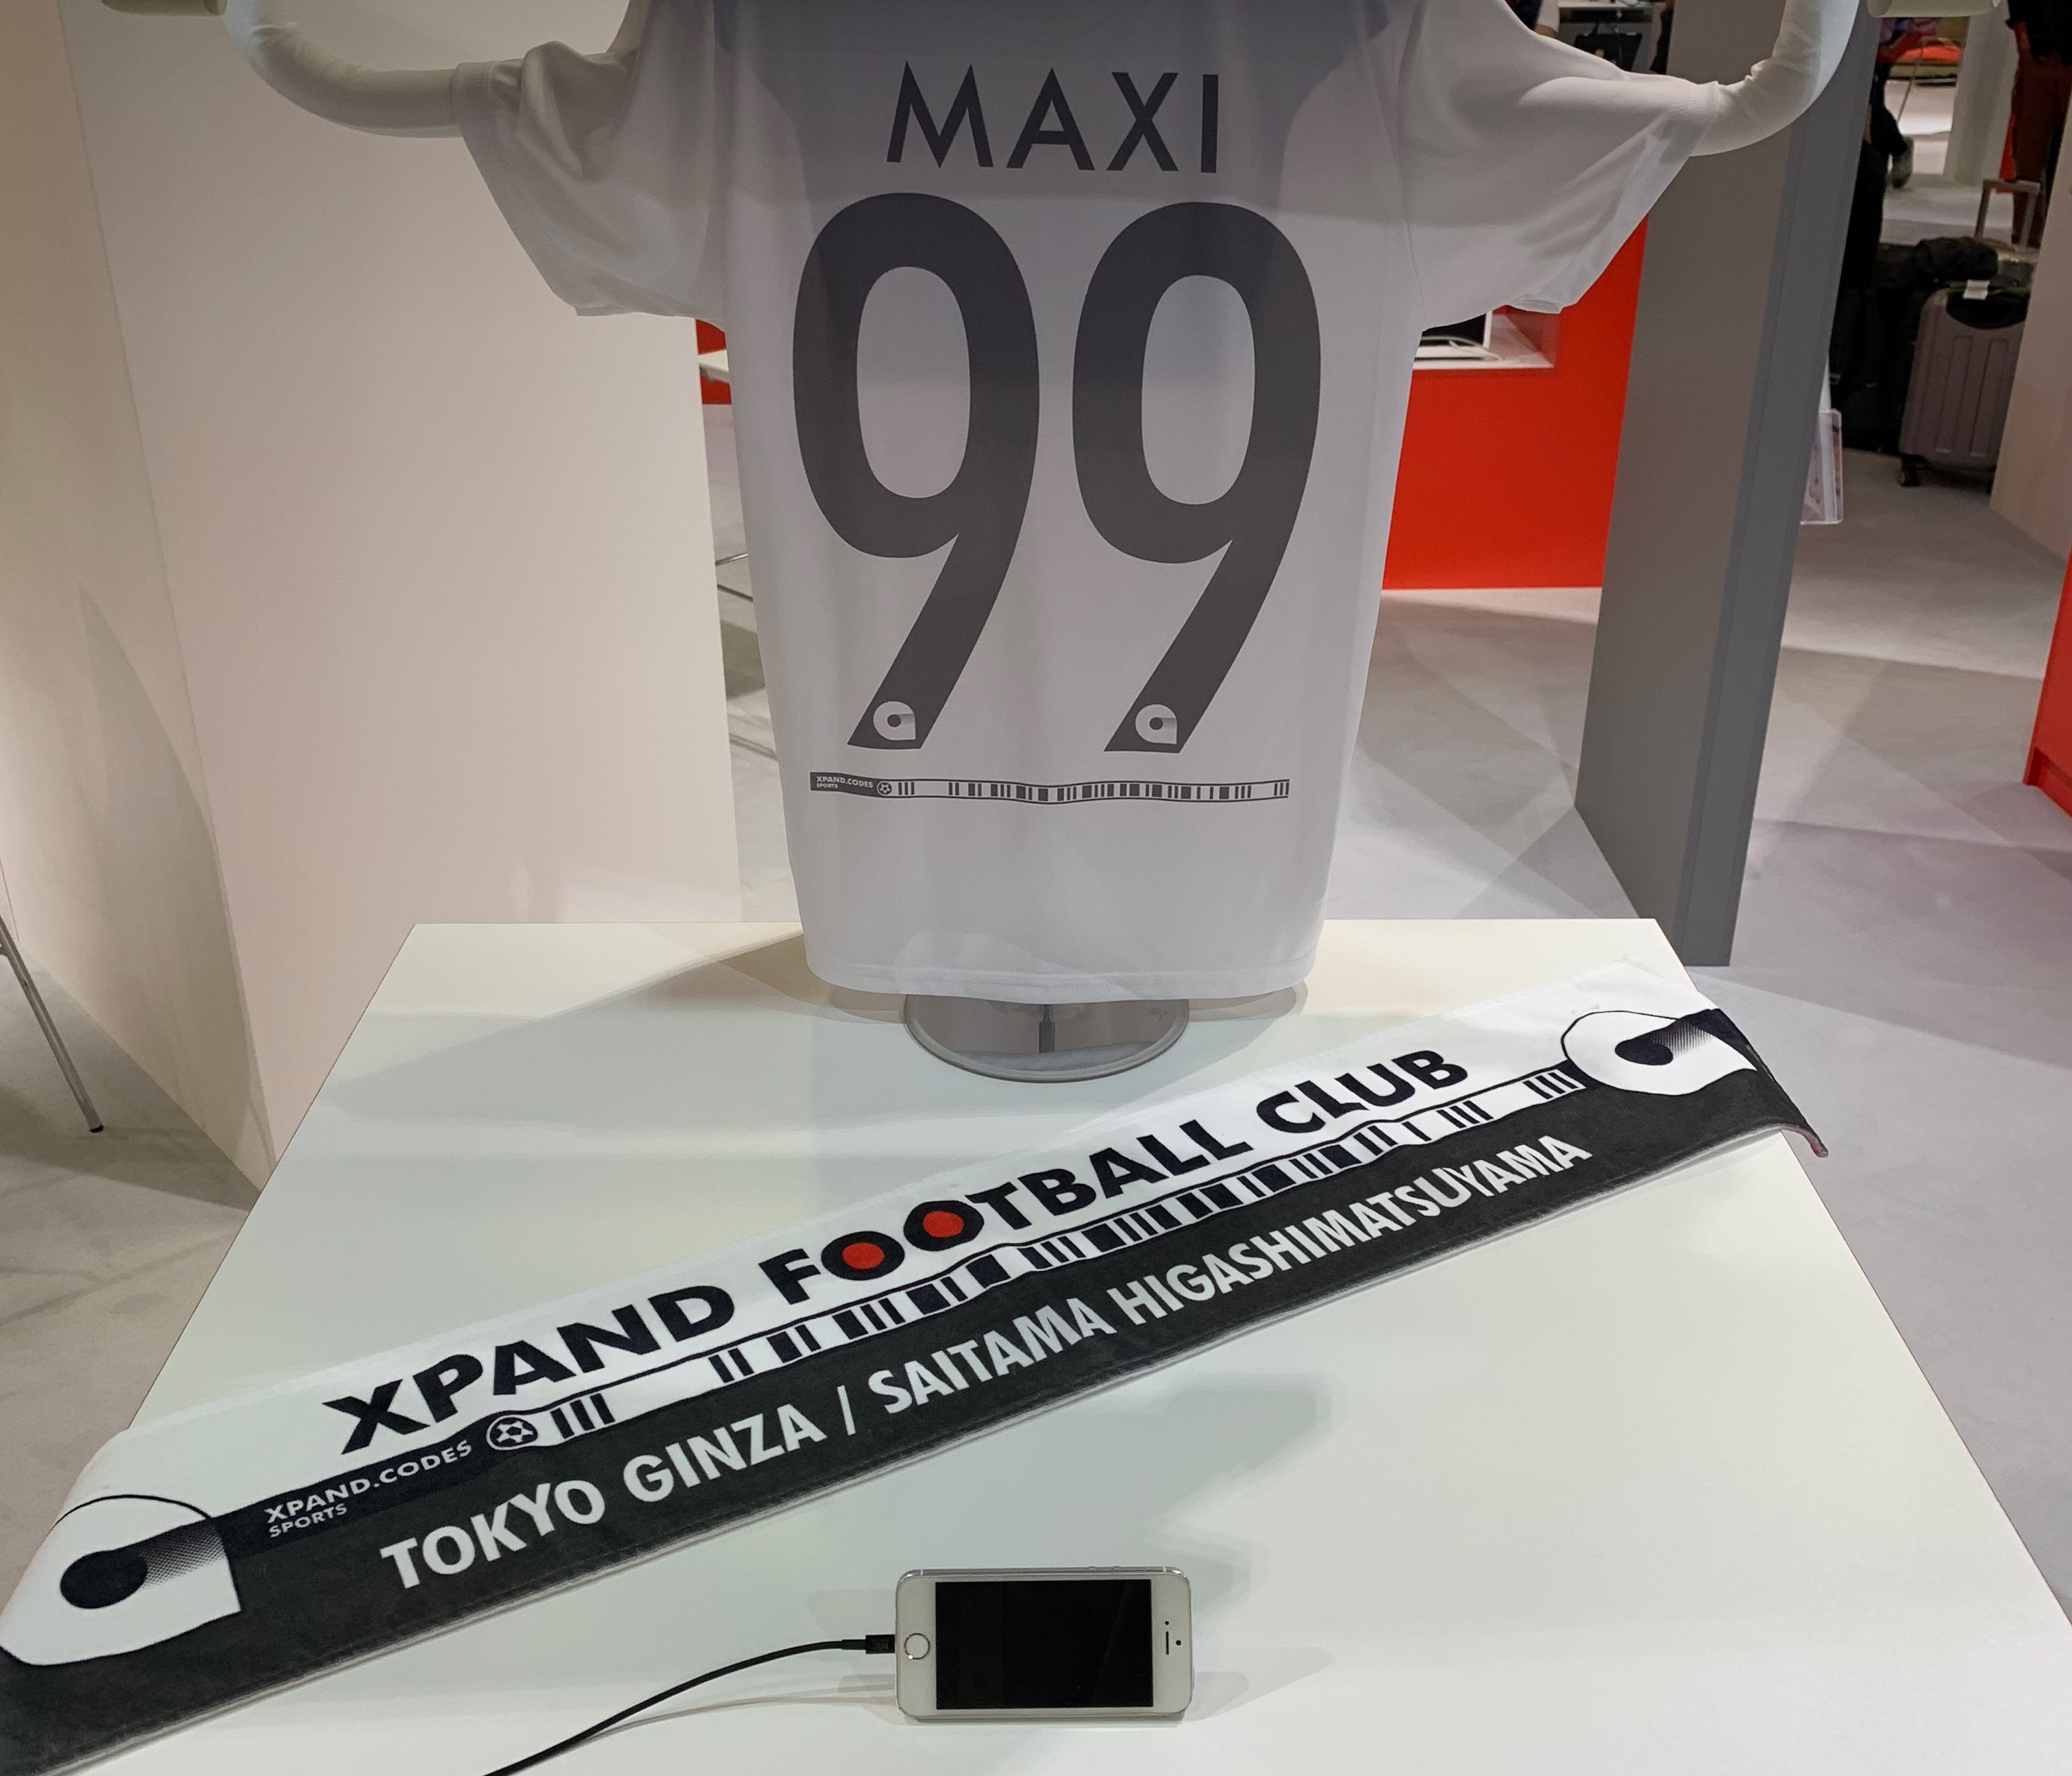 MAXI
99
XPAND.CODES
SPORTS
XPAND FOOTBALL CLUB
XPAND.CODES
SPORTS
TOKYO GINZA / SAITAMA HIGASHIMATSUYAMA